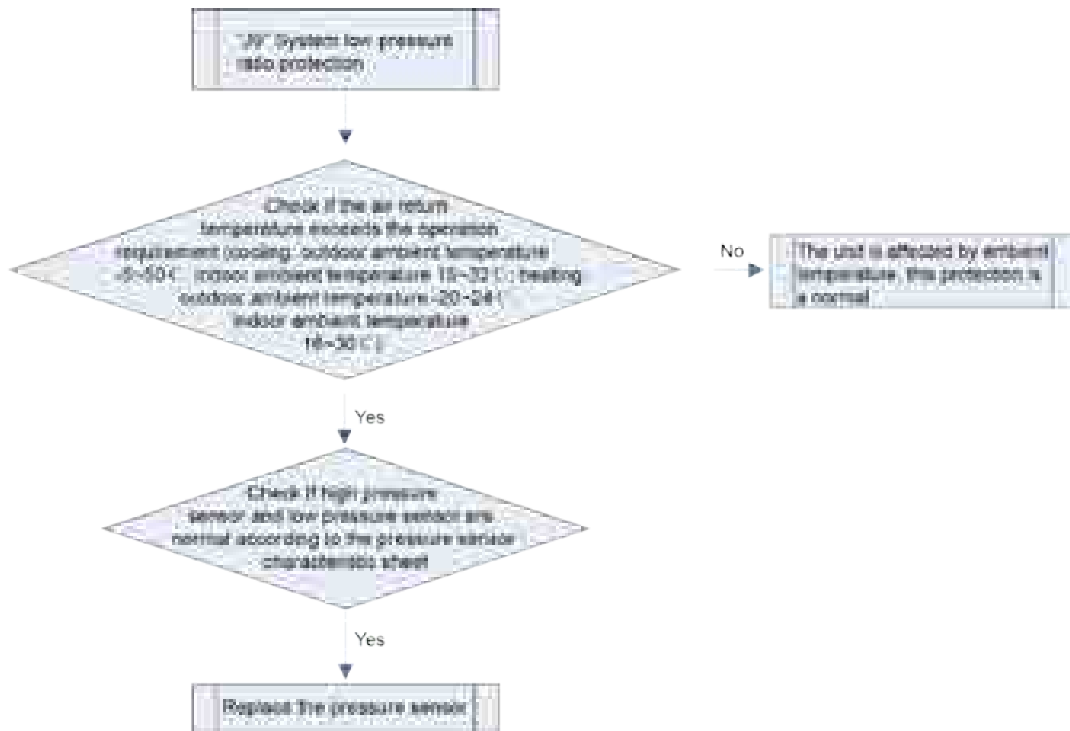 "J9" System low pressure
ratio protection
Check if the air return
temperature exceeds the operation
requirement (cooling: outdoor ambient temperature
-5~50℃ indoor ambient temperature 16~32℃; heating
outdoor ambient temperature -20~24℃
indoor ambient temperature
16~30℃)
No
The unit is affected by ambient
temperature, this protection is
a normal
Yes
Check if high pressure
sensor and low pressure sensor are
normal according to the pressure sensor
characteristic sheet
Yes
Replace the pressure sensor